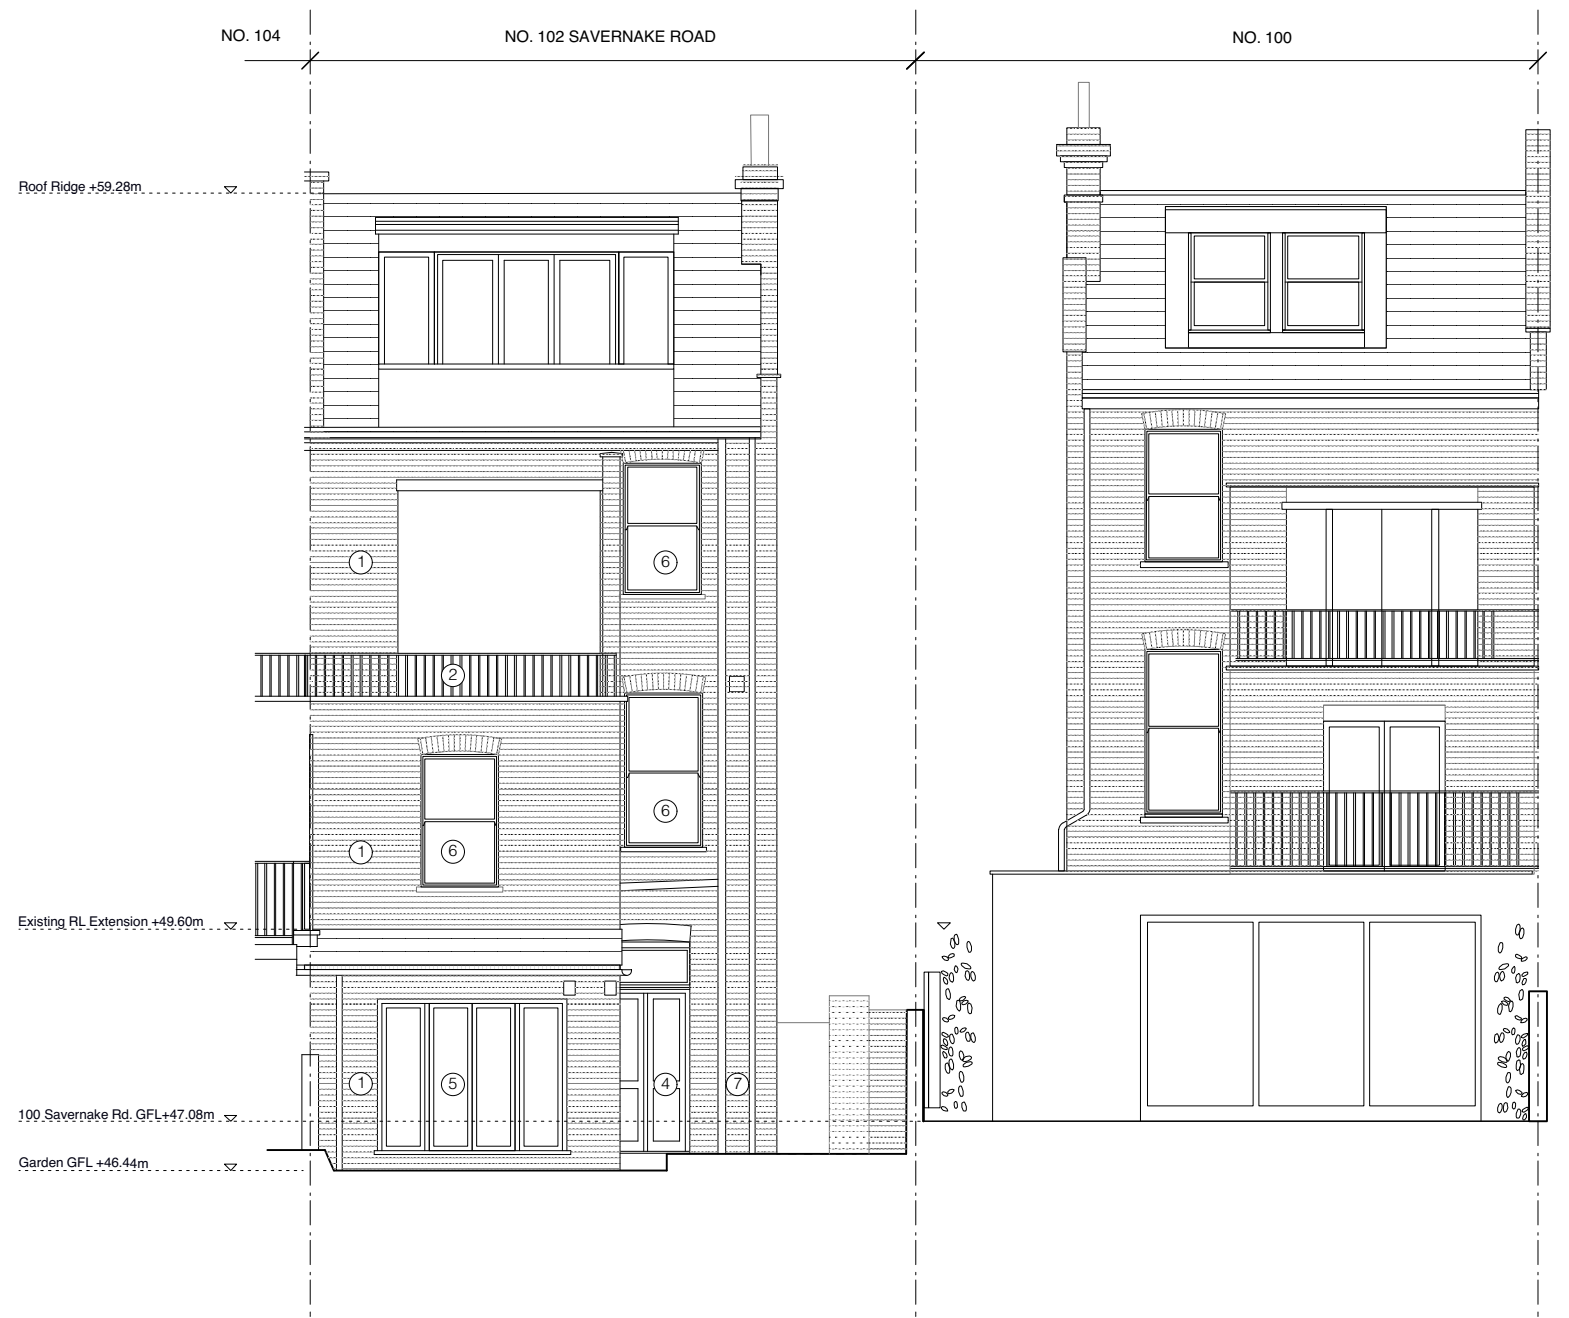 NO. 104
NO. 102 SAVERNAKE ROAD
NO. 100
Roof Ridge +59.28m
1
6
2
6
1
6
Existing RL Extension +49.60m
1
5
4
7
100 Savernake Rd. GFL+47.08m
Garden GFL +46.44m